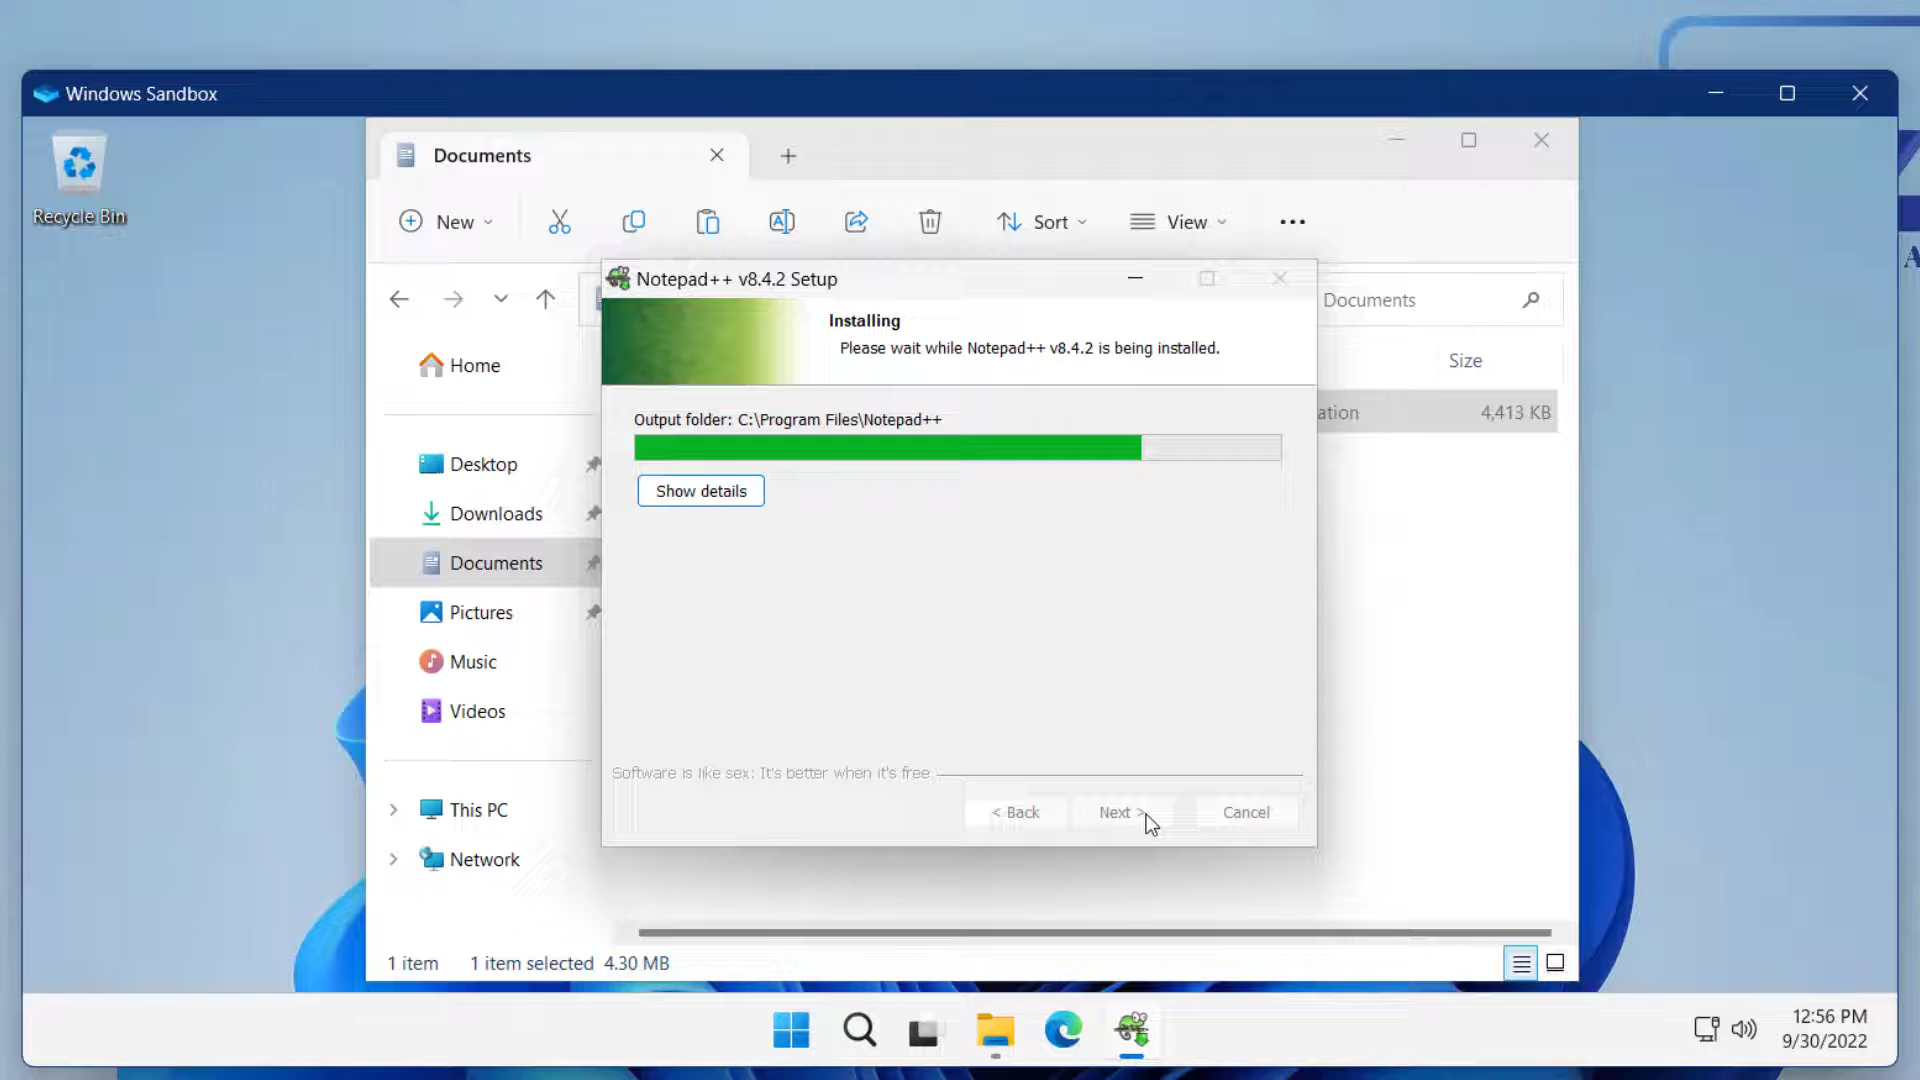 Windows Sandbox
Recycle Bin
Documents
New
Sort
View
Notepad++ v8.4.2 Setup
Documents
Installing
Please wait while Notepad++ v8.4.2 is being installed.
Size
ation
4,413 KB
Output folder: C:\Program Files\Notepad++
Show details
Home
Desktop
Downloads
Documents
Pictures
Music
Videos
This PC
Network
Software is like sex: It's better when it's free
< Back
Next >
Cancel
1 item
1 item selected 4.30 MB
12:56 PM
9/30/2022
A